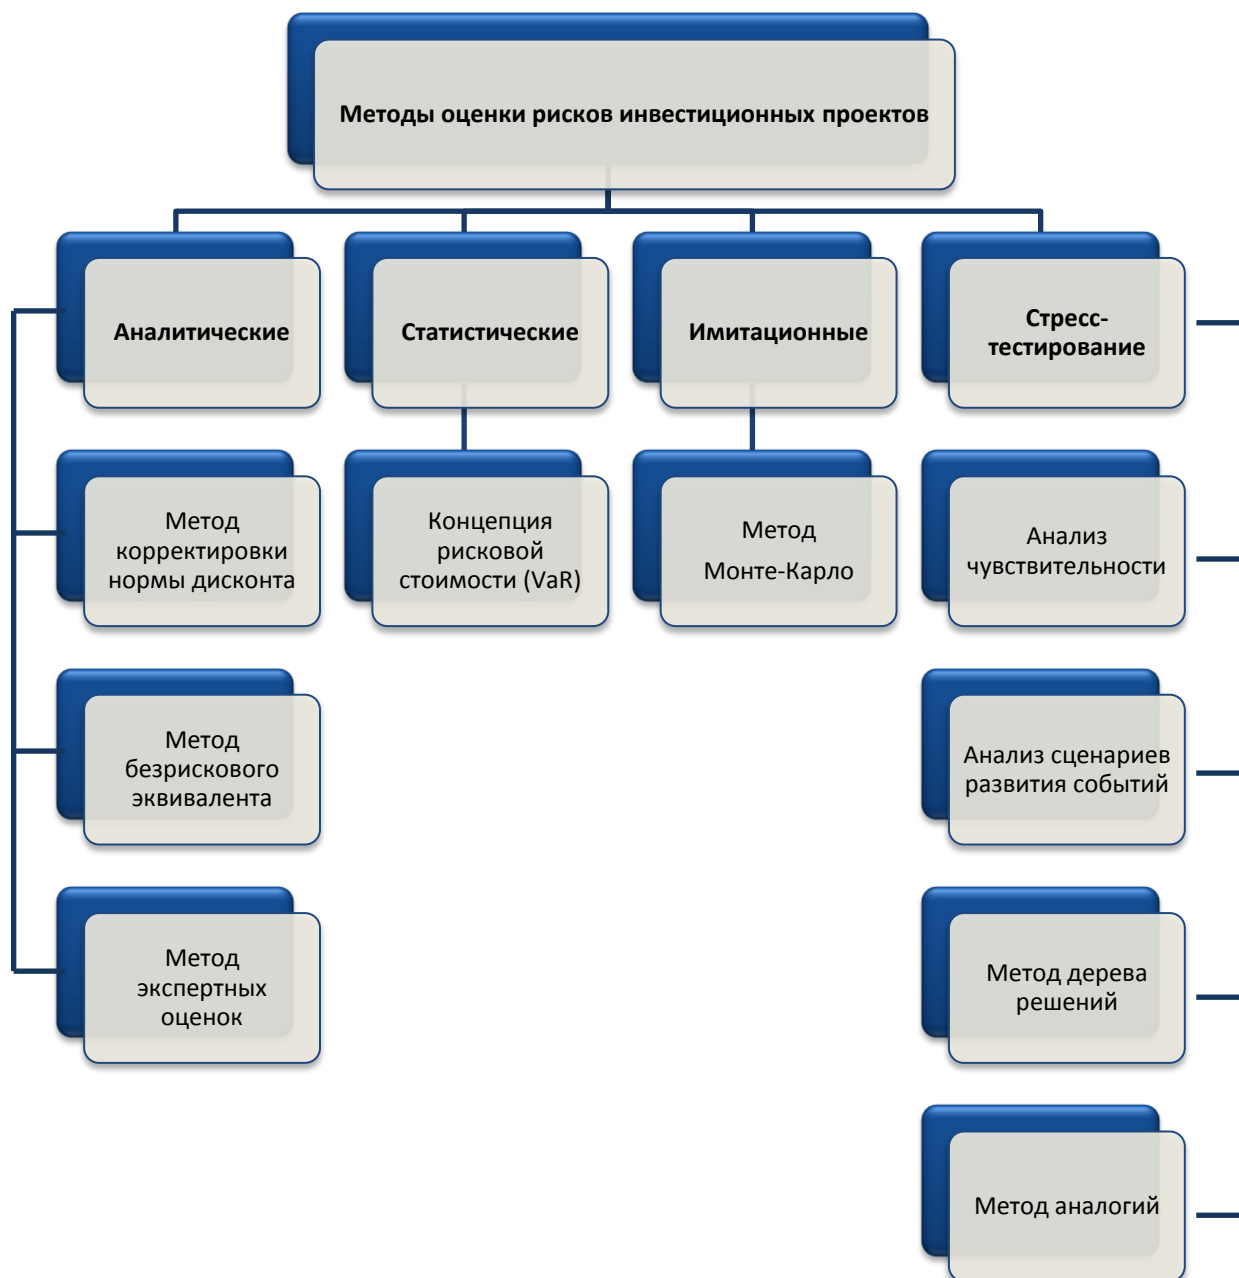 Методы оценки рисков инвестиционных проектов
Аналитические
Статистические
Имитационные
Стресс-
тестирование
Метод
корректировки
нормы дисконта
Концепция
рисковой
стоимости (VaR)
Метод
Монте-Карло
Анализ
чувствительности
Метод
безрискового
эквивалента
Анализ сценариев
развития событий
Метод
экспертных
оценок
Метод дерева
решений
Метод аналогий